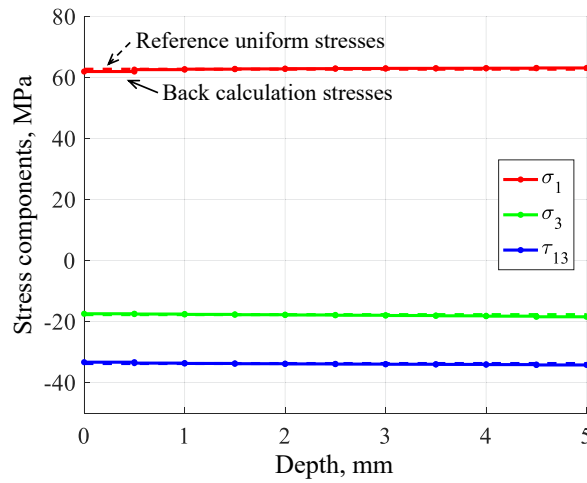 80
Reference uniform stresses
60
Back calculation stresses
40
20
0
-20
-40
Stress components, MPa
σ1
σ3
τ13
0
1
2
3
4
5
Depth, mm